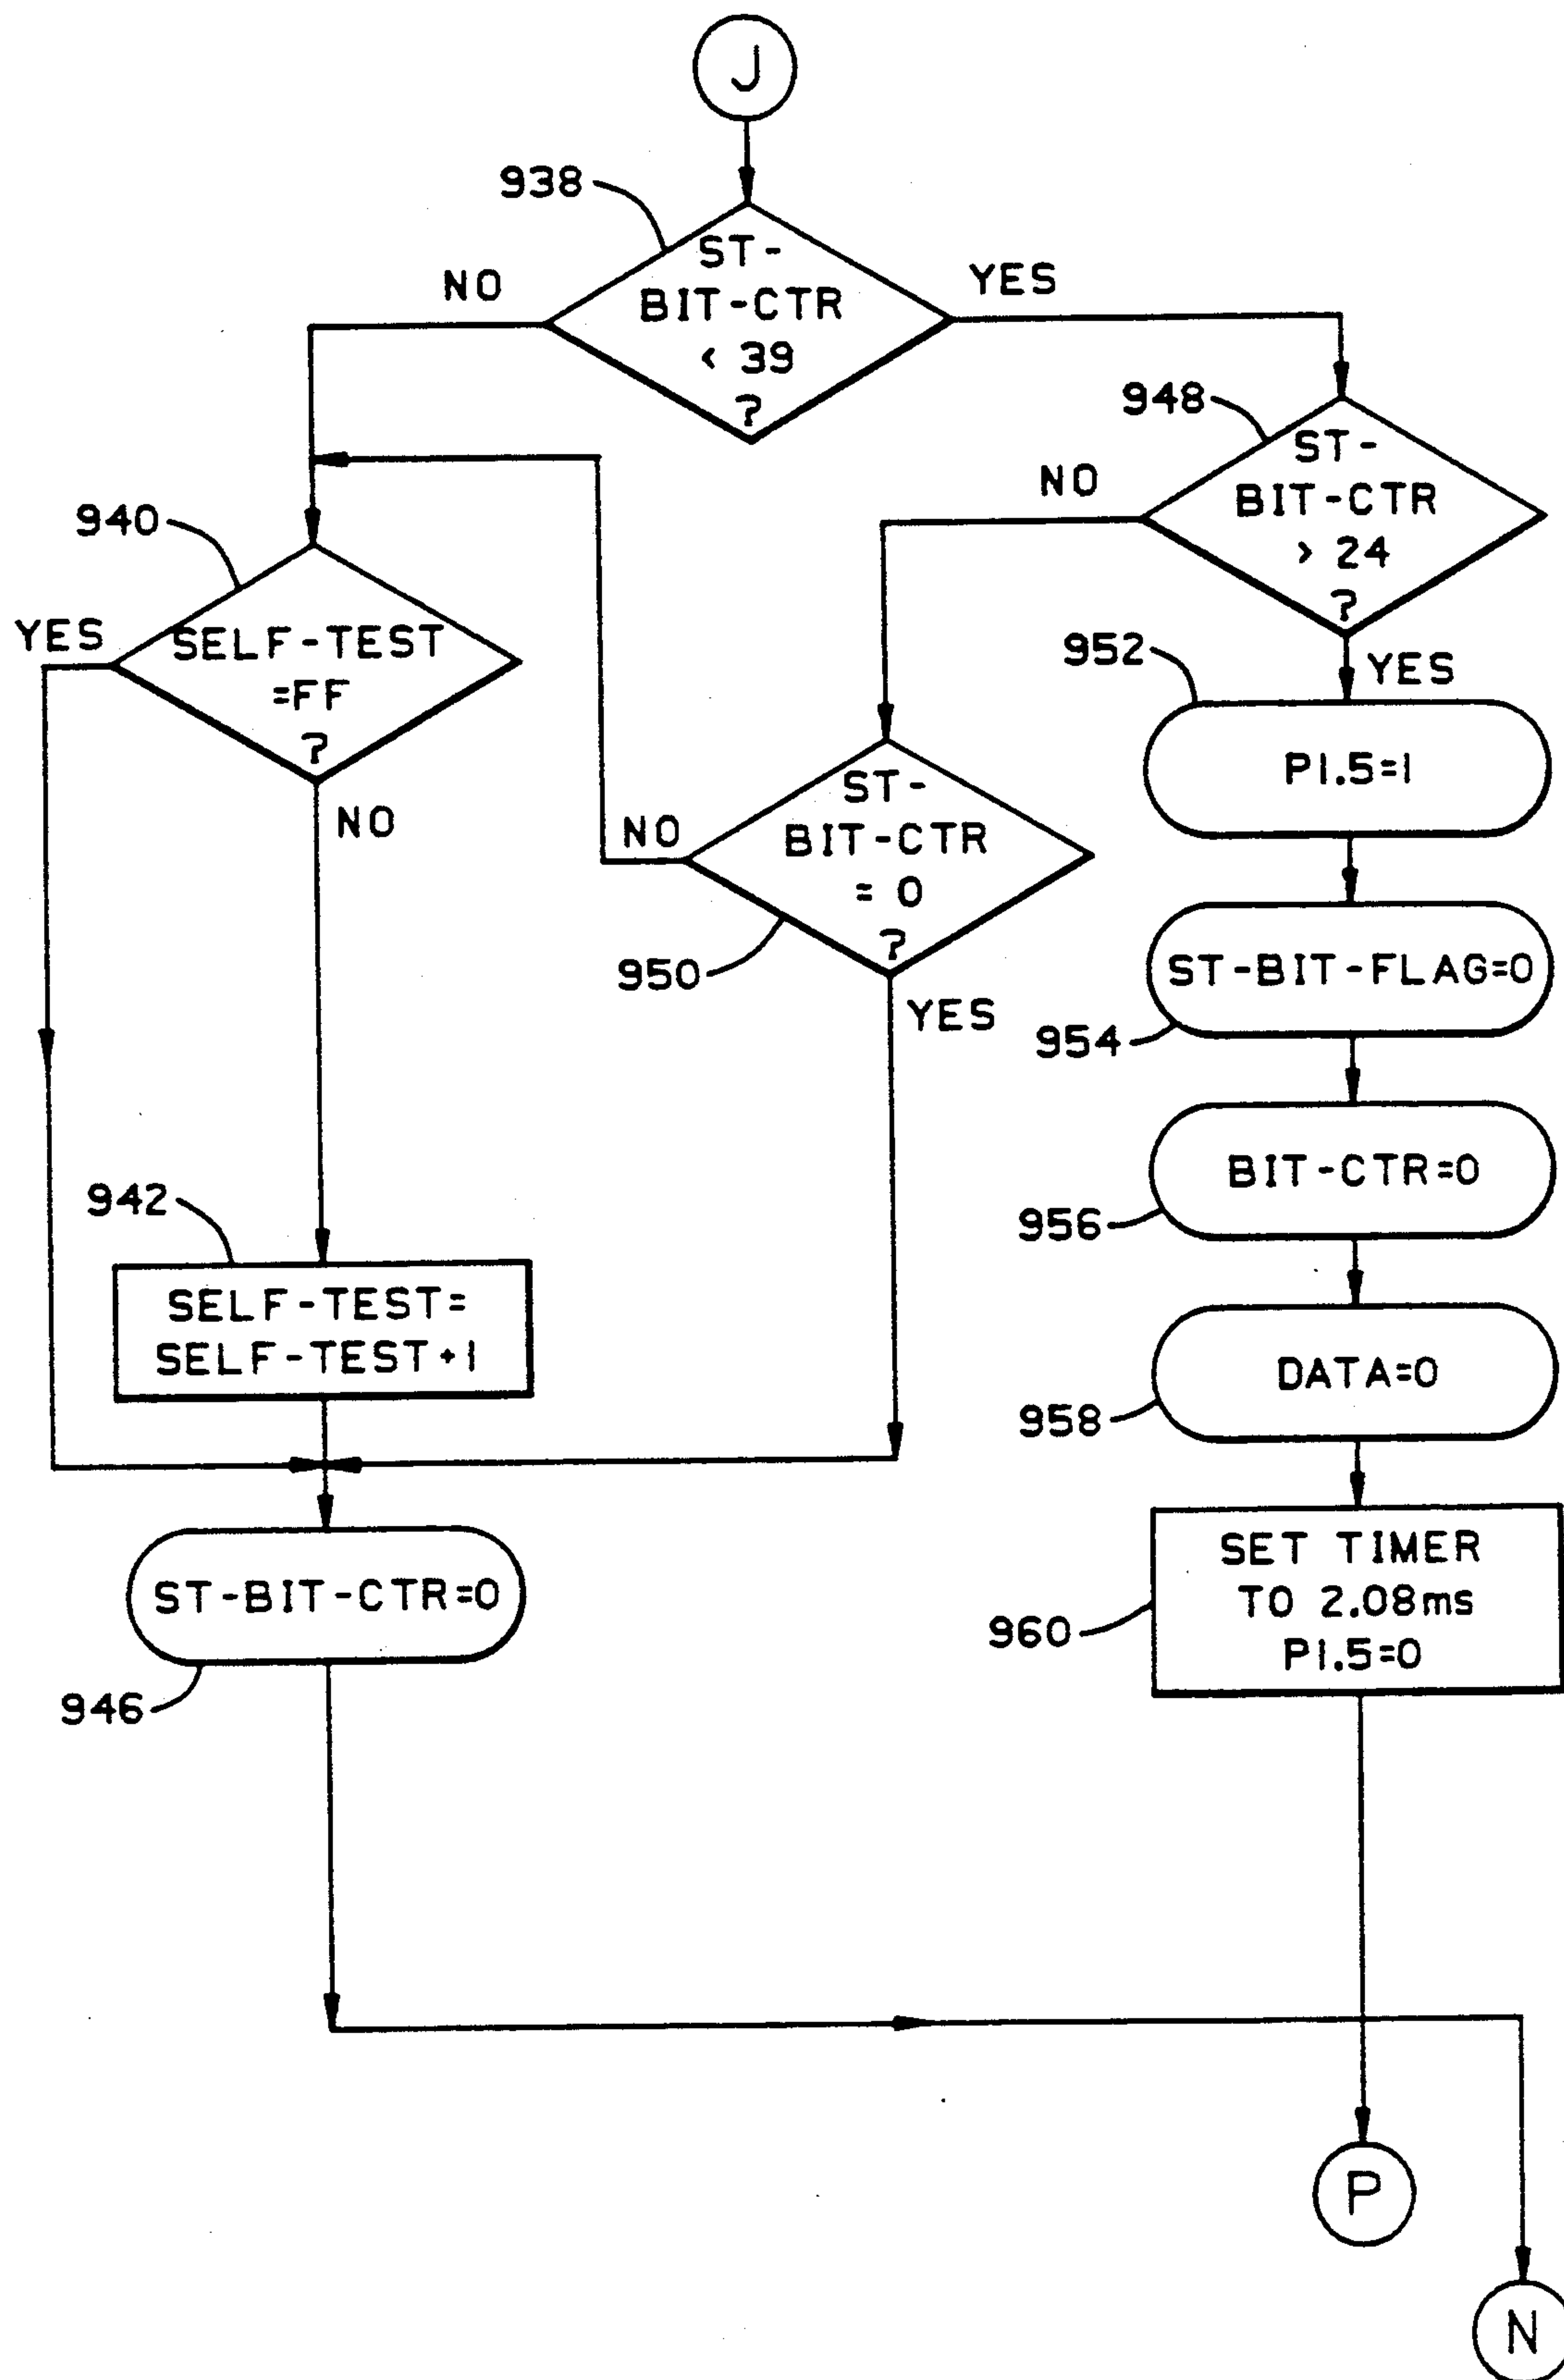 J
938
ST-
BIT-CTR
< 39
?
NO
YES
948
ST-
BIT-CTR
> 24
?
NO
YES
940
SELF-TEST
=FF
?
YES
NO
ST-
BIT-CTR
= 0
?
NO
950
YES
952
P1.5=1
ST-BIT-FLAG=0
954
BIT-CTR=0
956
942
SELF-TEST=
SELF-TEST+1
DATA=0
958
ST-BIT-CTR=0
946
SET TIMER
TO 2.08ms
P1.5=0
960
P
N